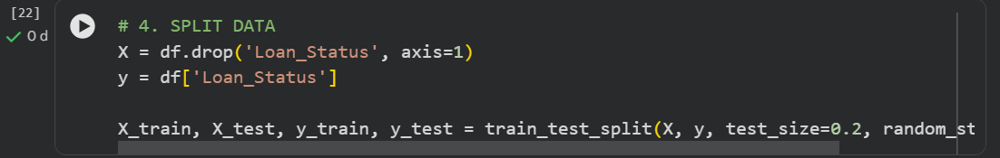 [22]
0 d
# 4. SPLIT DATA
X = df.drop('Loan_Status', axis=1)
y = df['Loan_Status']
X_train, X_test, y_train, y_test = train_test_split(X, y, test_size=0.2, random_st